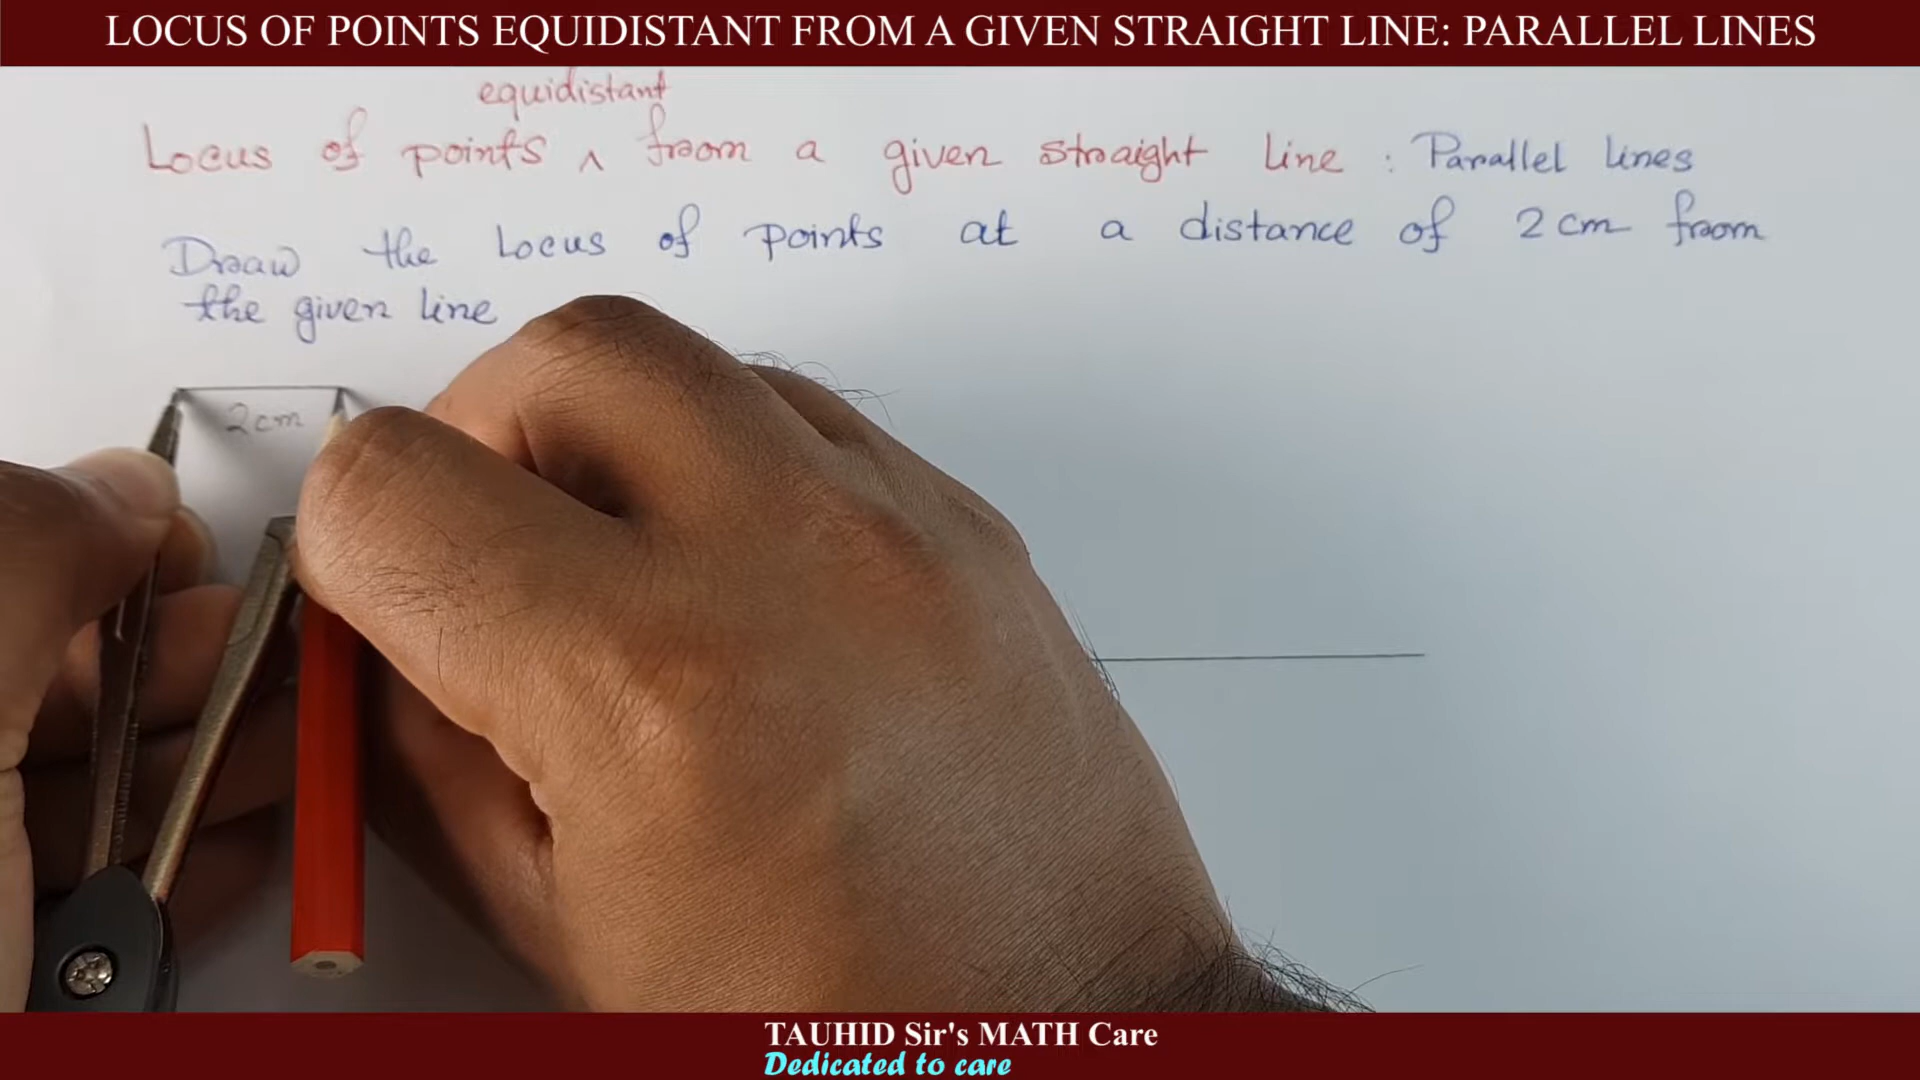 LOCUS OF POINTS EQUIDISTANT FROM A GIVEN STRAIGHT LINE: PARALLEL LINES
equidistant
Locus of points ^ from a given straight line : Parallel lines
Draw the Locus of points at a distance of 2 cm from
the given line
2cm
TAUHID Sir's MATH Care
Dedicated to care